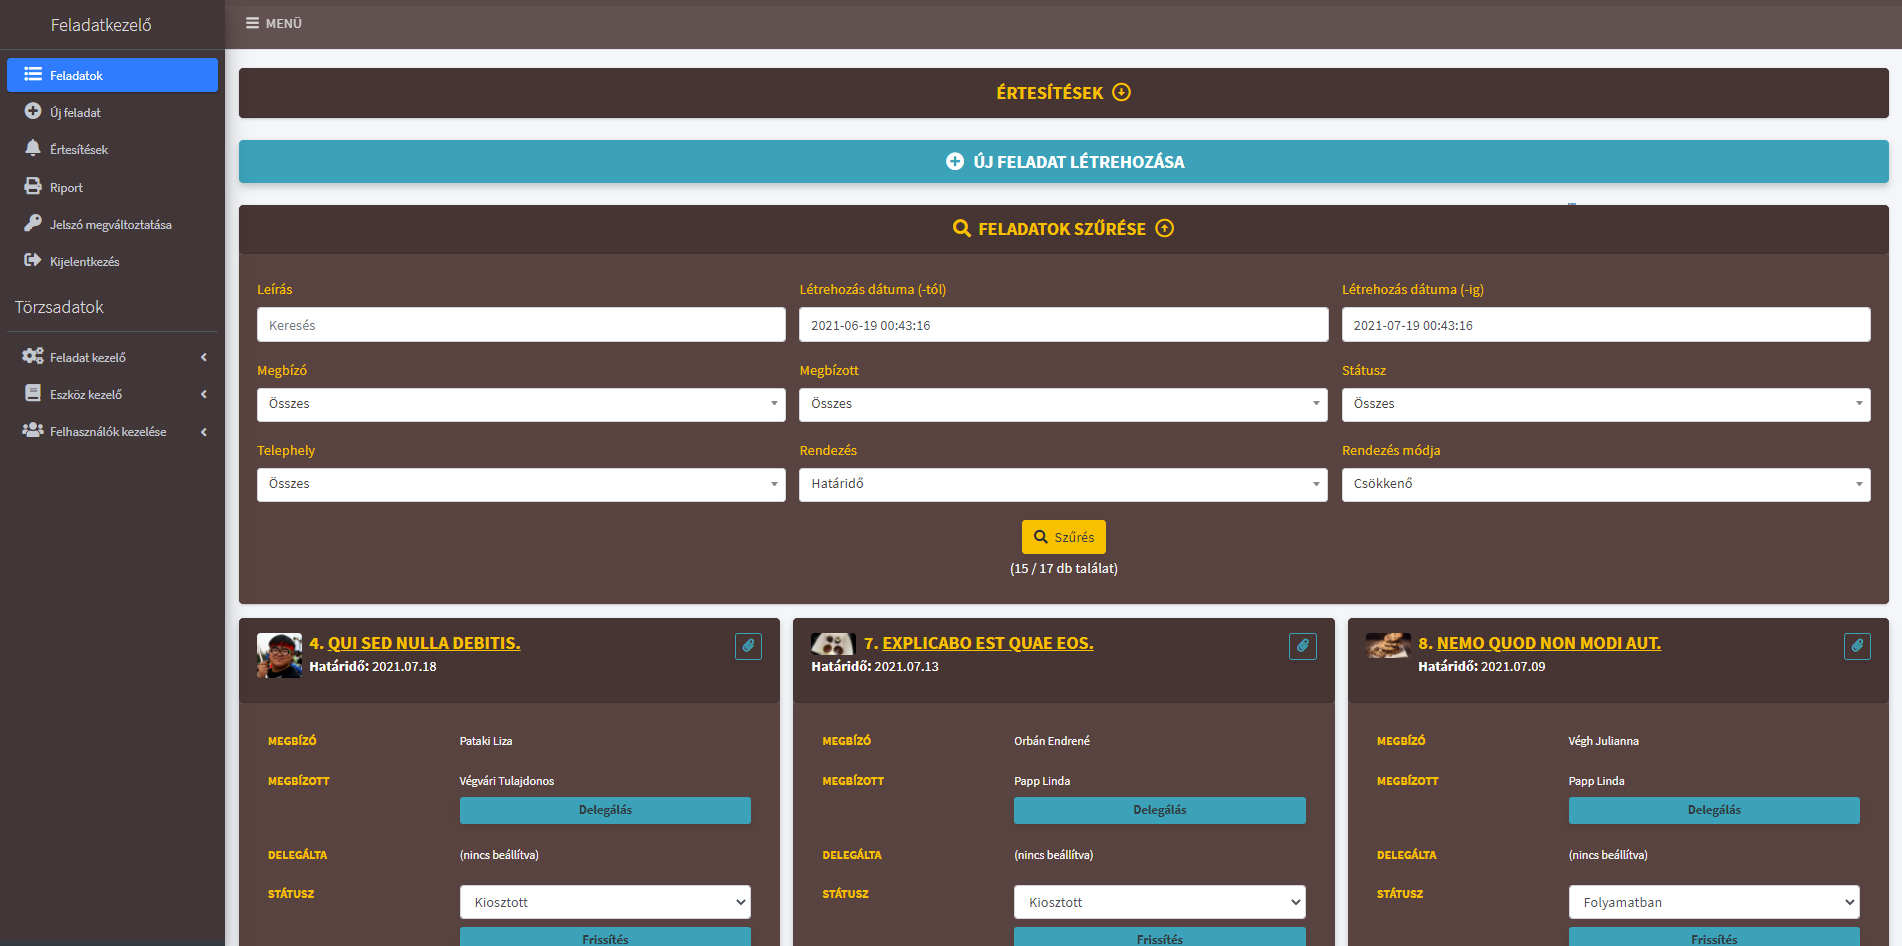 Feladatkezelő
MENÜ
Feladatok
Új feladat
Értesítések
Riport
Jelszó megváltoztatása
Kijelentkezés
Törzsadatok
Feladat kezelő
Eszköz kezelő
Felhasználók kezelése
ÉRTESÍTÉSEK
ÚJ FELADAT LÉTREHOZÁSA
FELADATOK SZŰRÉSE
Leírás
Létrehozás dátuma (-tól)
Létrehozás dátuma (-ig)
Keresés
2021-06-19 00:43:16
2021-07-19 00:43:16
Megbízó
Megbízott
Státusz
Összes
Összes
Összes
Telephely
Rendezés
Rendezés módja
Összes
Határidő
Csökkenő
Szűrés
(15 / 17 db találat)
4. QUI SED NULLA DEBITIS.
Határidő: 2021.07.18
MEGBÍZÓ Pataki Liza
MEGBÍZOTT Végvári Tulajdonos
Delegálás
DELEGÁLTA (nincs beállítva)
STÁTUSZ Kiosztott
Frissítés
7. EXPLICABO EST QUAE EOS.
Határidő: 2021.07.13
MEGBÍZÓ Orbán Endrené
MEGBÍZOTT Papp Linda
Delegálás
DELEGÁLTA (nincs beállítva)
STÁTUSZ Kiosztott
Frissítés
8. NEMO QUOD NON MODI AUT.
Határidő: 2021.07.09
MEGBÍZÓ Végh Julianna
MEGBÍZOTT Papp Linda
Delegálás
DELEGÁLTA (nincs beállítva)
STÁTUSZ Folyamatban
Frissítés